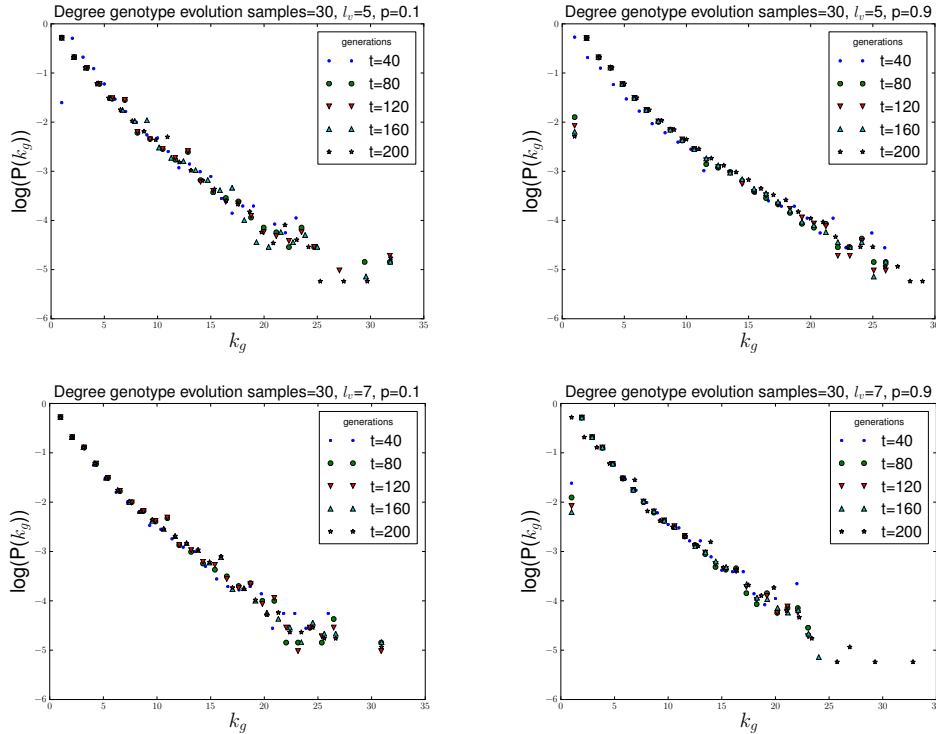 Degree genotype evolution samples=30, l_v=5, p=0.1
log(P(k_g))
0
−1
−2
−3
−4
−5
−6
generations
t=40
t=80
t=120
t=160
t=200
0 5 10 15 20 25 30 35
k_g
Degree genotype evolution samples=30, l_v=5, p=0.9
log(P(k_g))
0
−1
−2
−3
−4
−5
−6
generations
t=40
t=80
t=120
t=160
t=200
0 5 10 15 20 25 30
k_g
Degree genotype evolution samples=30, l_v=7, p=0.1
log(P(k_g))
0
−1
−2
−3
−4
−5
−6
generations
t=40
t=80
t=120
t=160
t=200
0 5 10 15 20 25 30 35
k_g
Degree genotype evolution samples=30, l_v=7, p=0.9
log(P(k_g))
0
−1
−2
−3
−4
−5
−6
generations
t=40
t=80
t=120
t=160
t=200
0 5 10 15 20 25 30 35
k_g